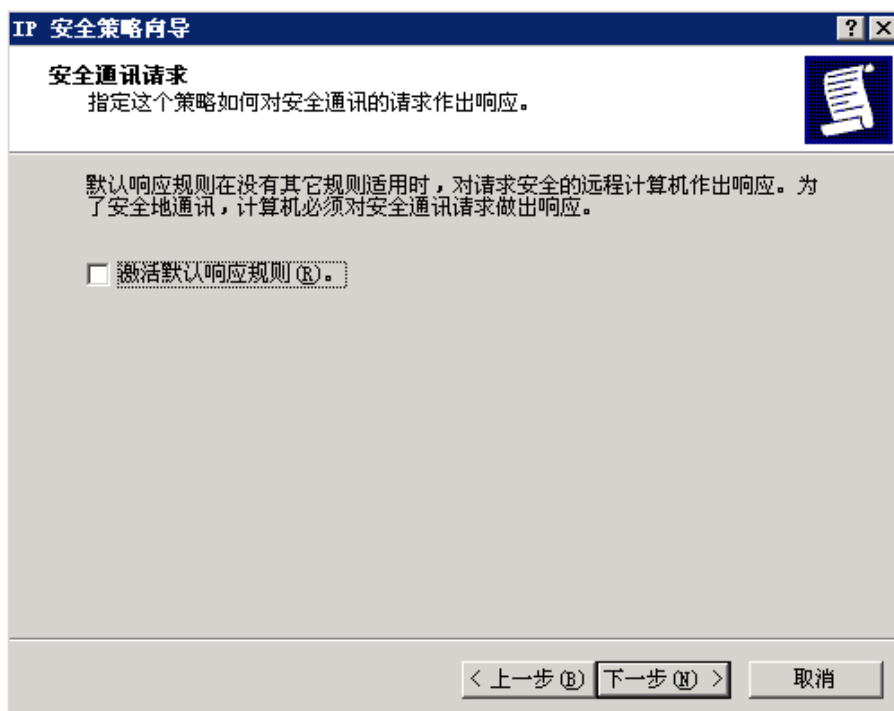 IP 安全策略向导
安全通讯请求
指定这个策略如何对安全通讯的请求作出响应。
默认响应规则在没有其它规则适用时，对请求安全的远程计算机作出响应。为
了安全地通讯，计算机必须对安全通讯请求做出响应。
激活默认响应规则(R)。
< 上一步(B) 下一步(N) > 取消